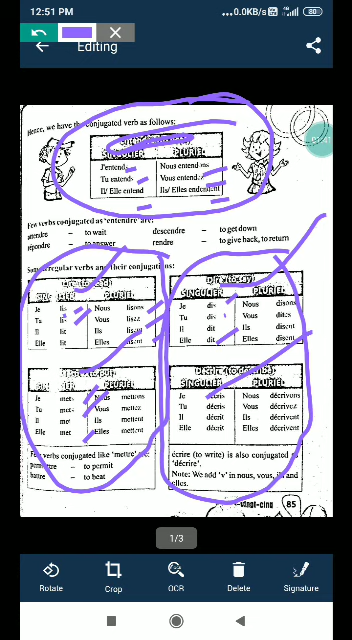 12:51 PM
...0.0KB/s 80
Editing
Hence, we have the conjugated verb as follows:
SINGULIER PLURIEL
J'entends Nous entendons
Tu entends Vous entendez
Il/ Elle entend Ils/ Elles entendent
Few verbs conjugated as 'entendre' are:
attendre – to wait descendre – to get down
répondre – to answer rendre – to give back, to return
Some irregular verbs and their conjugations:
SINGULIER PLURIEL
Je lis Nous lisons
Tu lis Vous lisez
Il lit Ils lisent
Elle lit Elles lisent
Dire (to say)
SINGULIER PLURIEL
Je dis Nous disons
Tu dis Vous dites
Il dit Ils disent
Elle dit Elles disent
PLURIEL
Je mets Nous mettons
Tu mets Vous mettez
Il met Ils mettent
Elle met Elles mettent
SINGULIER PLURIEL
Je décris Nous décrivons
Tu décris Vous décrivez
Il décrit Ils décrivent
Elle décrit Elles décrivent
Few verbs conjugated like 'mettre' are:
permettre – to permit
battre – to beat
écrire (to write) is also conjugated as
'décrire'.
Note: We add 'v' in nous, vous, ils and
elles.
vingt-cinq 85
1/3
Rotate Crop OCR Delete Signature